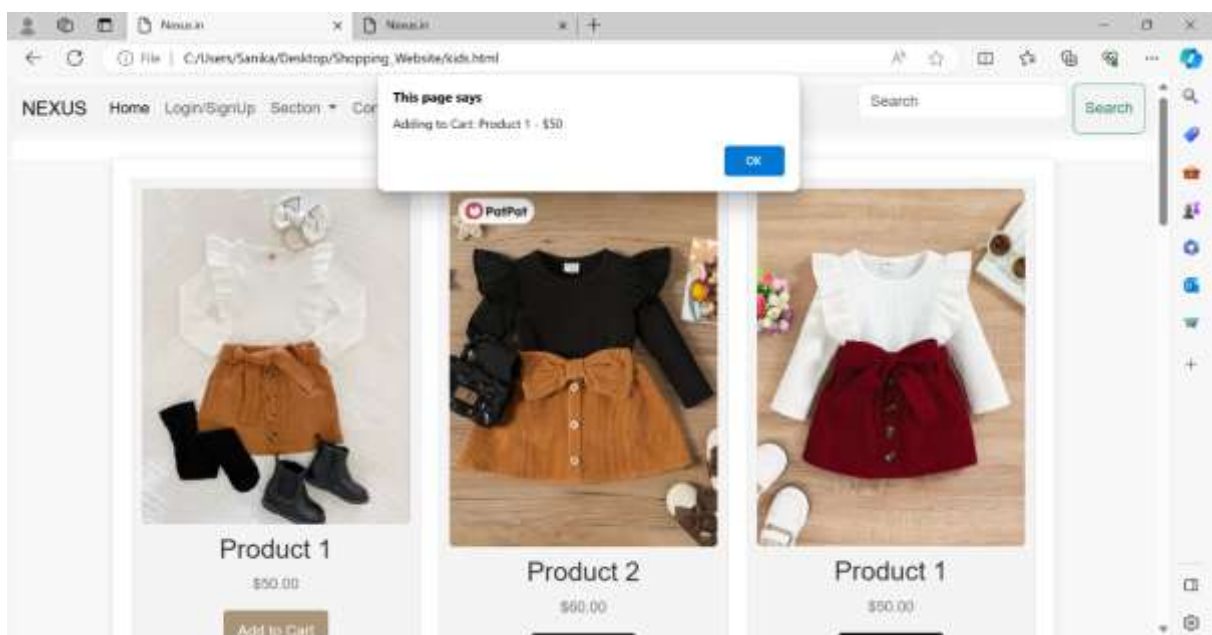 Nexus.in
Nexus.in
File | C:/Users/Sanika/Desktop/Shopping_Website/kids.html
NEXUS Home Login/SignUp Section Con
Search
Search
This page says
Adding to Cart: Product 1 - $50
OK
PatPat
Product 1
$50.00
Add to Cart
Product 2
$60.00
Product 1
$50.00